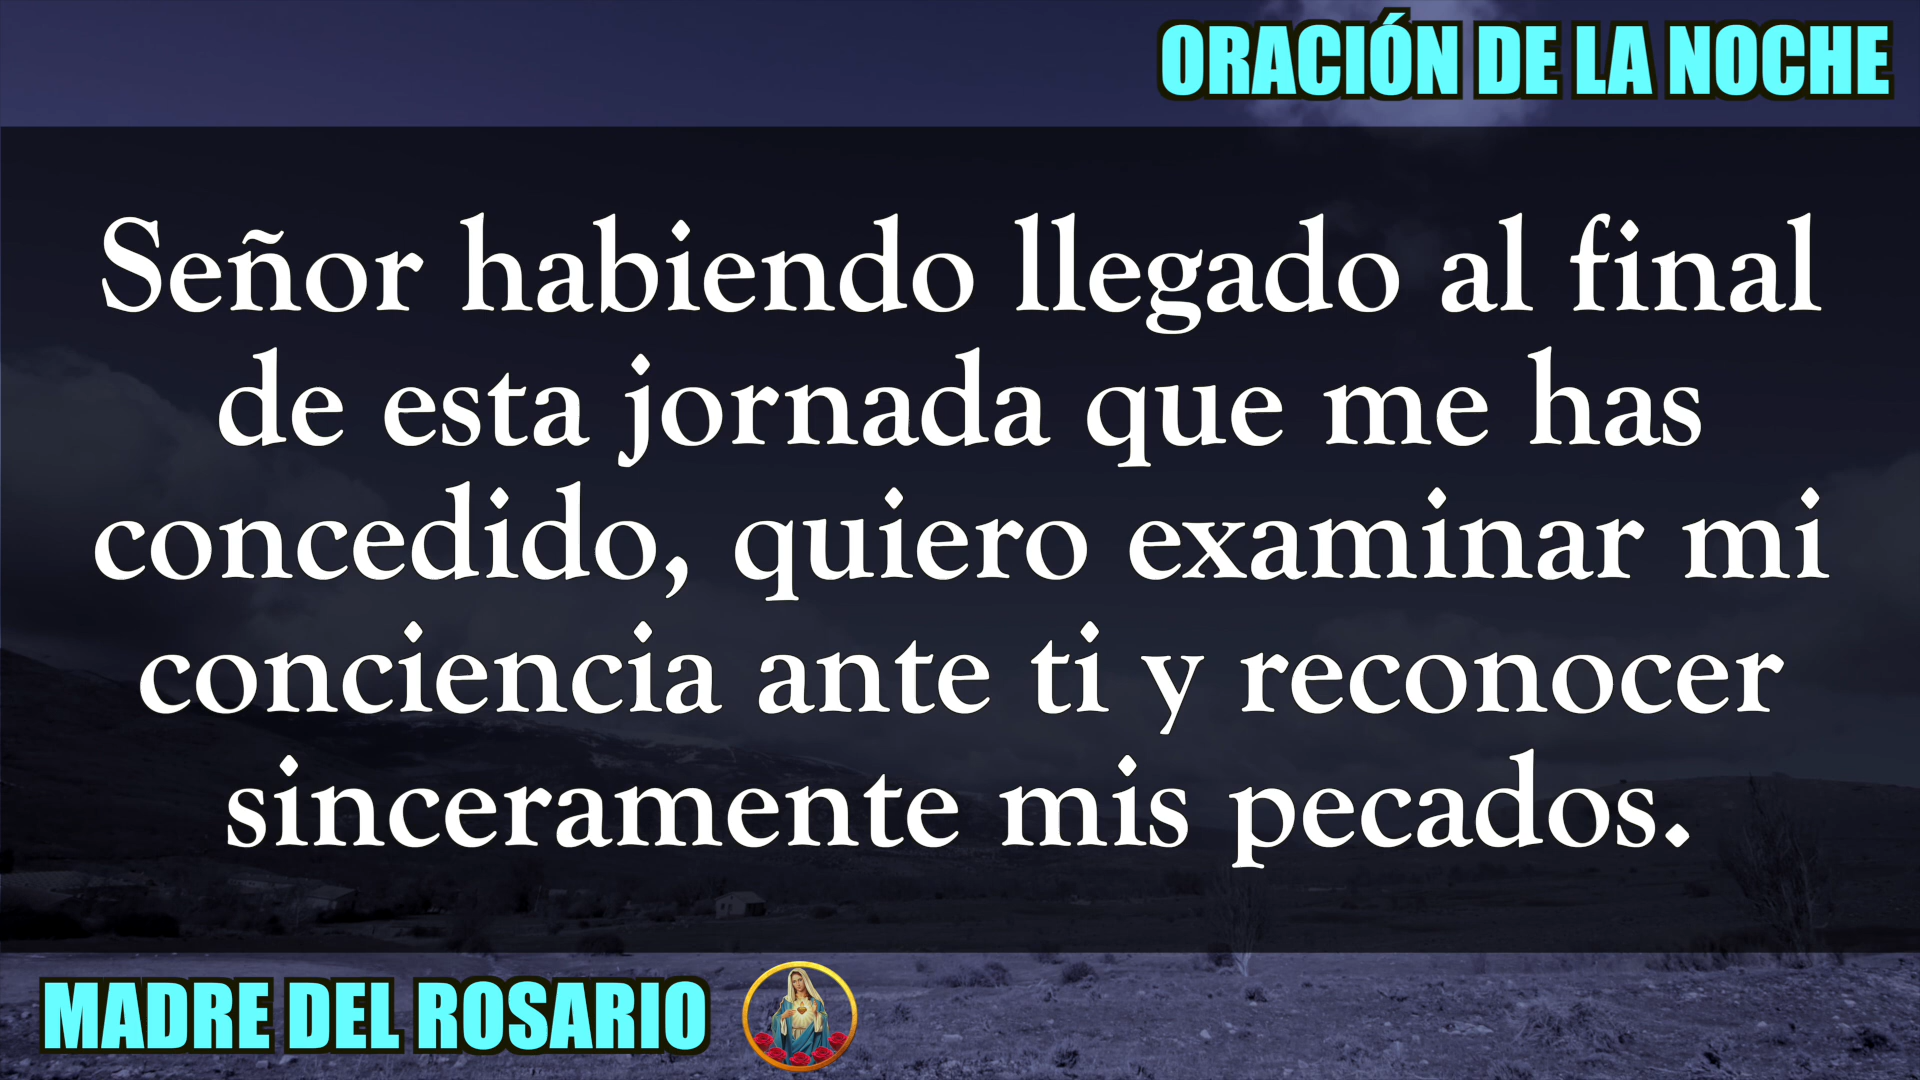 ORACIÓN DE LA NOCHE
Señor habiendo llegado al final
de esta jornada que me has
concedido, quiero examinar mi
conciencia ante ti y reconocer
sinceramente mis pecados.
MADRE DEL ROSARIO